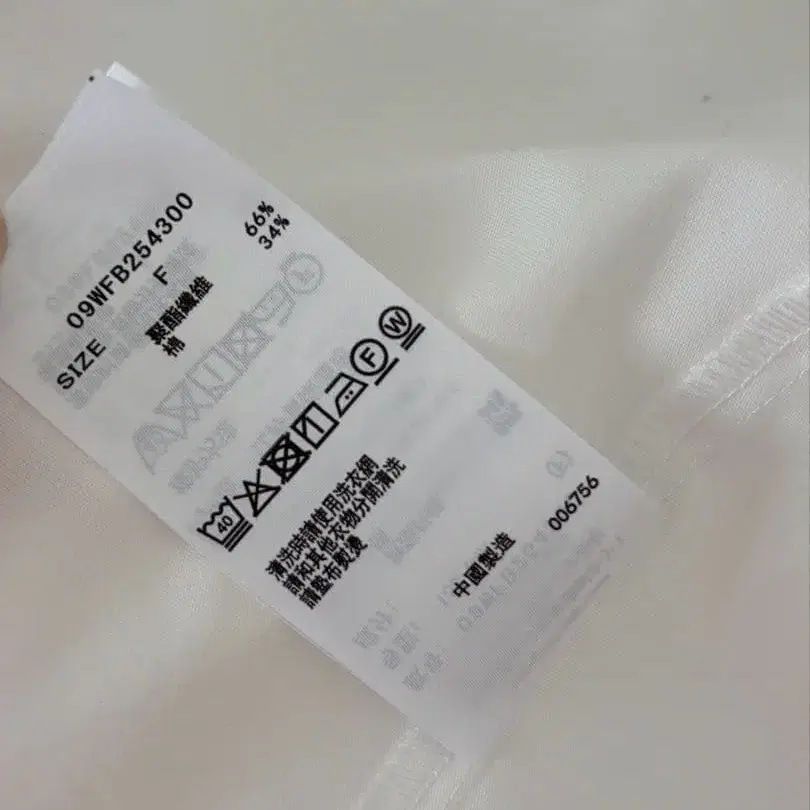 09WFB254300
SIZE F
聚酯纖維 66%
棉 34%
40 F W
清洗時請使用洗衣網
請和其他衣物分開清洗
請墊布熨燙
中國製造 006756